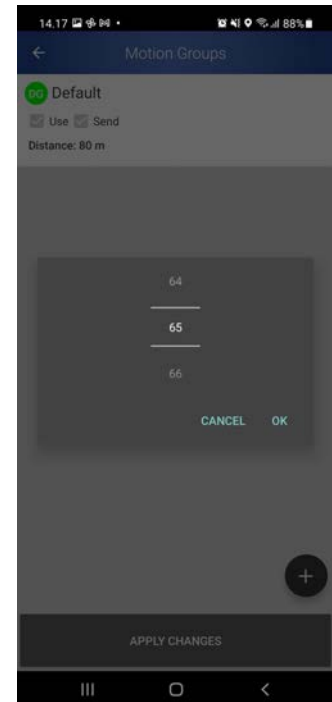 14.17 88%
Motion Groups
DG Default
Use Send
Distance: 80 m
64
65
66
CANCEL OK
+
APPLY CHANGES